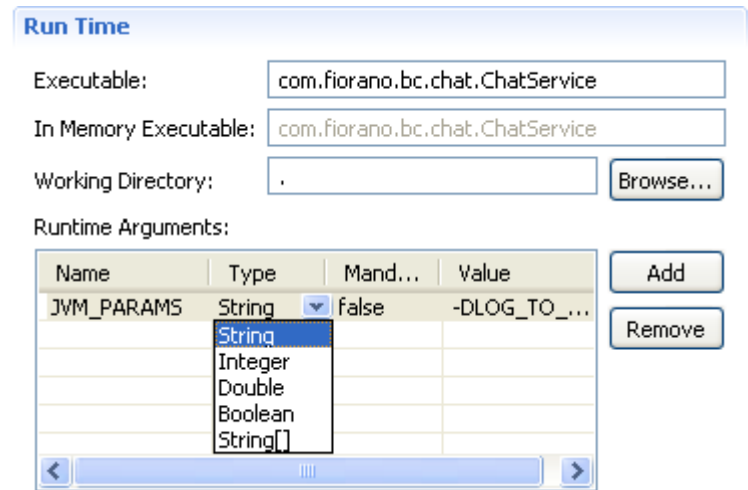 Run Time
Executable: com.fiorano.bc.chat.ChatService
In Memory Executable: com.fiorano.bc.chat.ChatService
Working Directory: . Browse...
Runtime Arguments:
Name Type Mand... Value Add
JVM_PARAMS String false -DLOG_TO_...
String Remove
Integer
Double
Boolean
String[]